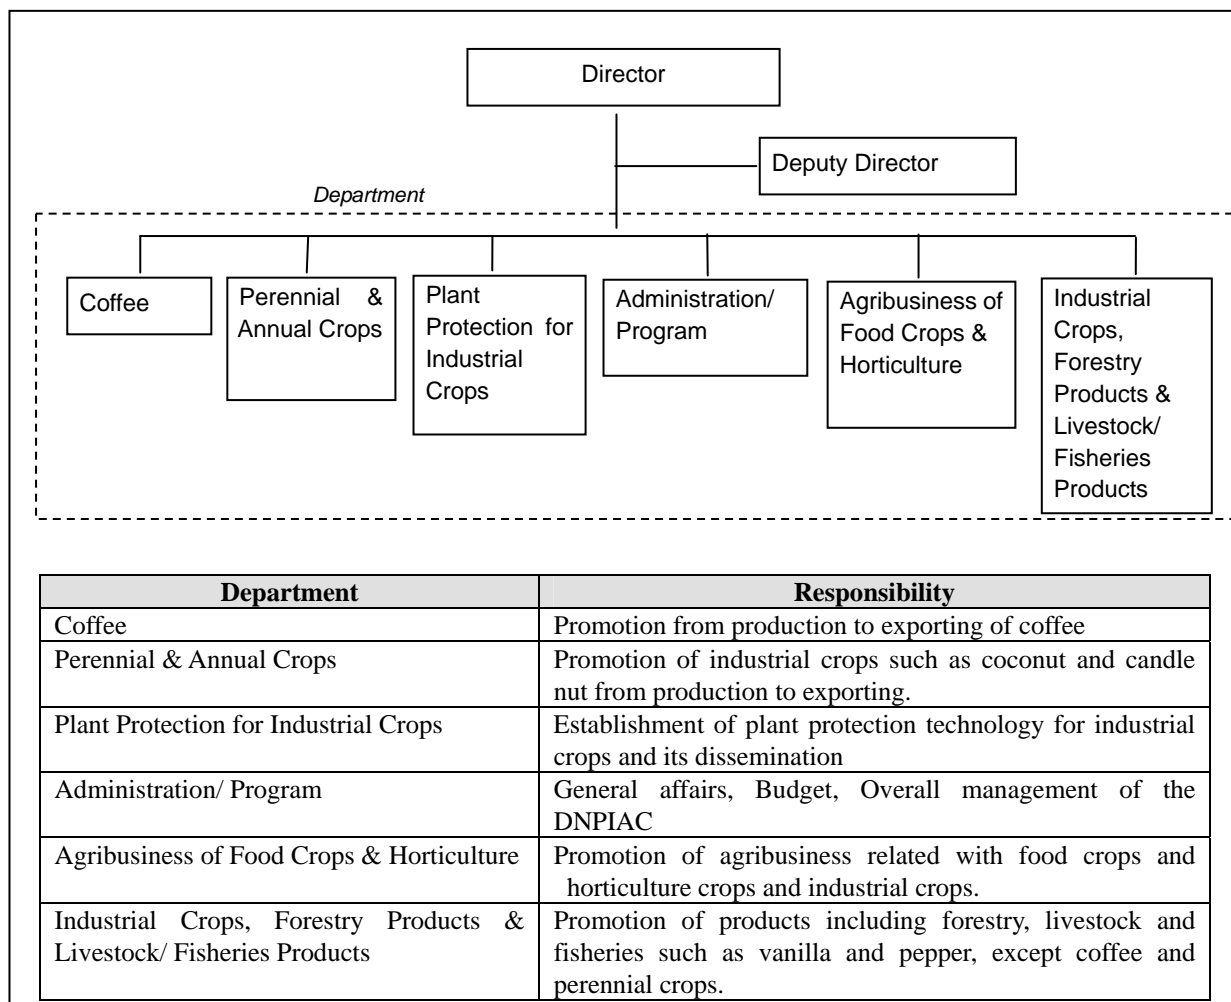 Director
Deputy Director
Department
Coffee
Perennial &
Annual Crops
Plant
Protection for
Industrial
Crops
Administration/
Program
Agribusiness of
Food Crops &
Horticulture
Industrial
Crops,
Forestry
Products &
Livestock/
Fisheries
Products
Department Responsibility
Coffee Promotion from production to exporting of coffee
Perennial & Annual Crops Promotion of industrial crops such as coconut and candle
nut from production to exporting.
Plant Protection for Industrial Crops Establishment of plant protection technology for industrial
crops and its dissemination
Administration/ Program General affairs, Budget, Overall management of the
DNPIAC
Agribusiness of Food Crops & Horticulture Promotion of agribusiness related with food crops and
horticulture crops and industrial crops.
Industrial Crops, Forestry Products & Promotion of products including forestry, livestock and
Livestock/ Fisheries Products fisheries such as vanilla and pepper, except coffee and
perennial crops.